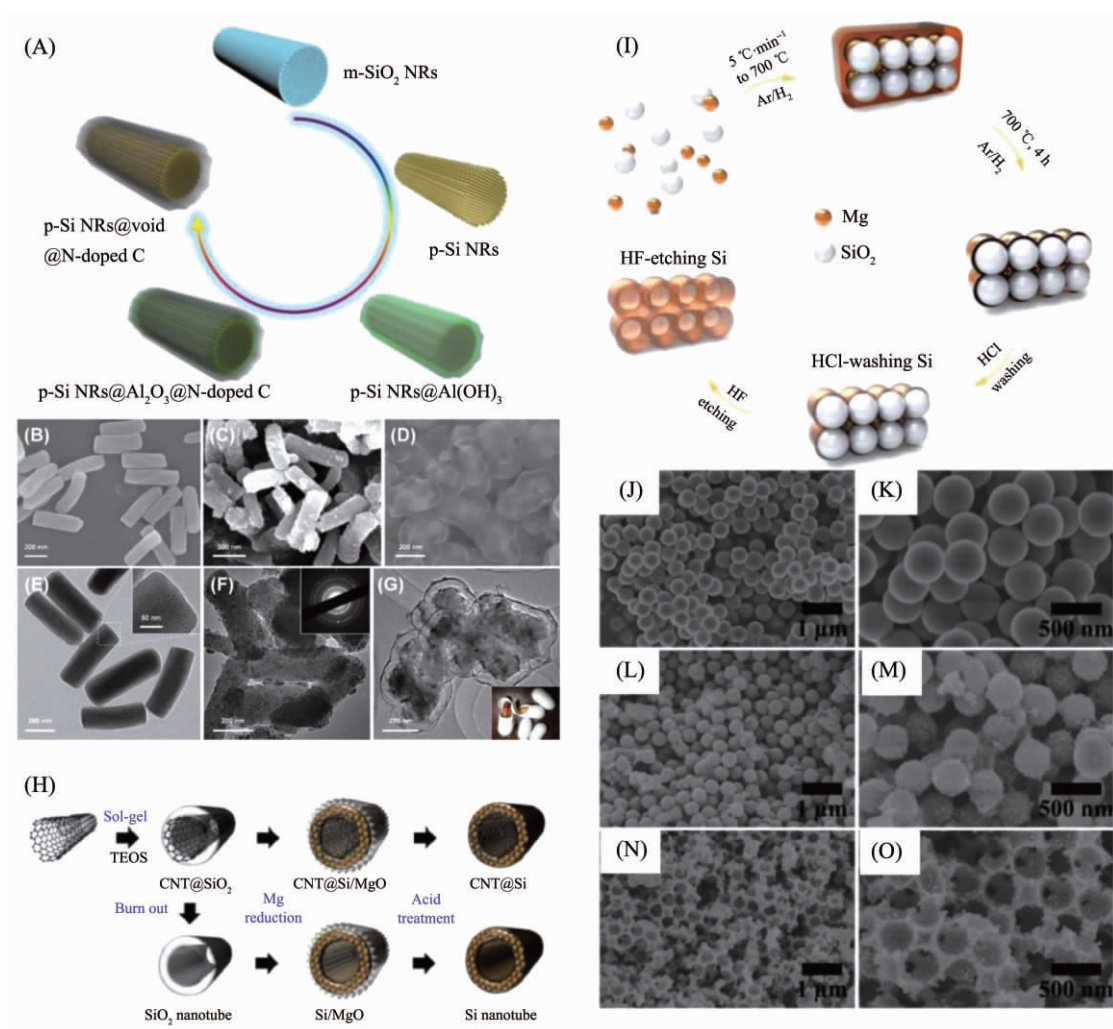 (A)
m-SiO₂ NRs
p-Si NRs
p-Si NRs@Al(OH)₃
p-Si NRs@Al₂O₃@N-doped C
p-Si NRs@void
@N-doped C
(B)
200 nm
(C)
200 nm
(D)
200 nm
(E)
200 nm
50 nm
(F)
200 nm
(G)
200 nm
(H)
Sol-gel
TEOS
CNT@SiO₂
CNT@Si/MgO
CNT@Si
Burn out
Mg
reduction
Acid
treatment
SiO₂ nanotube
Si/MgO
Si nanotube
(I)
5 ℃·min⁻¹
to 700 ℃
Ar/H₂
700 ℃, 4 h
Ar/H₂
Mg
SiO₂
HCl
washing
HCl-washing Si
HF
etching
HF-etching Si
(J)
1 μm
(K)
500 nm
(L)
1 μm
(M)
500 nm
(N)
1 μm
(O)
500 nm